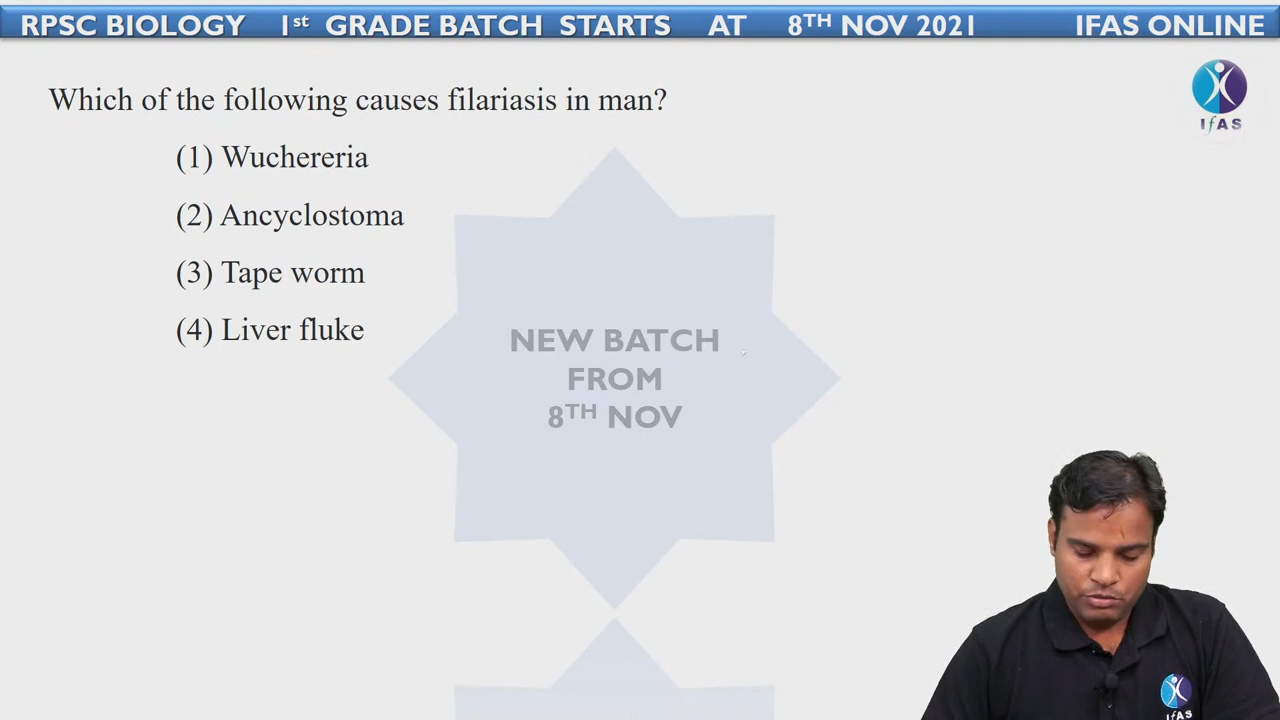 RPSC BIOLOGY 1st GRADE BATCH STARTS AT 8TH NOV 2021 IFAS ONLINE
IfAS
Which of the following causes filariasis in man?
(1) Wuchereria
(2) Ancyclostoma
(3) Tape worm
(4) Liver fluke
NEW BATCH
FROM
8TH NOV
IfAS